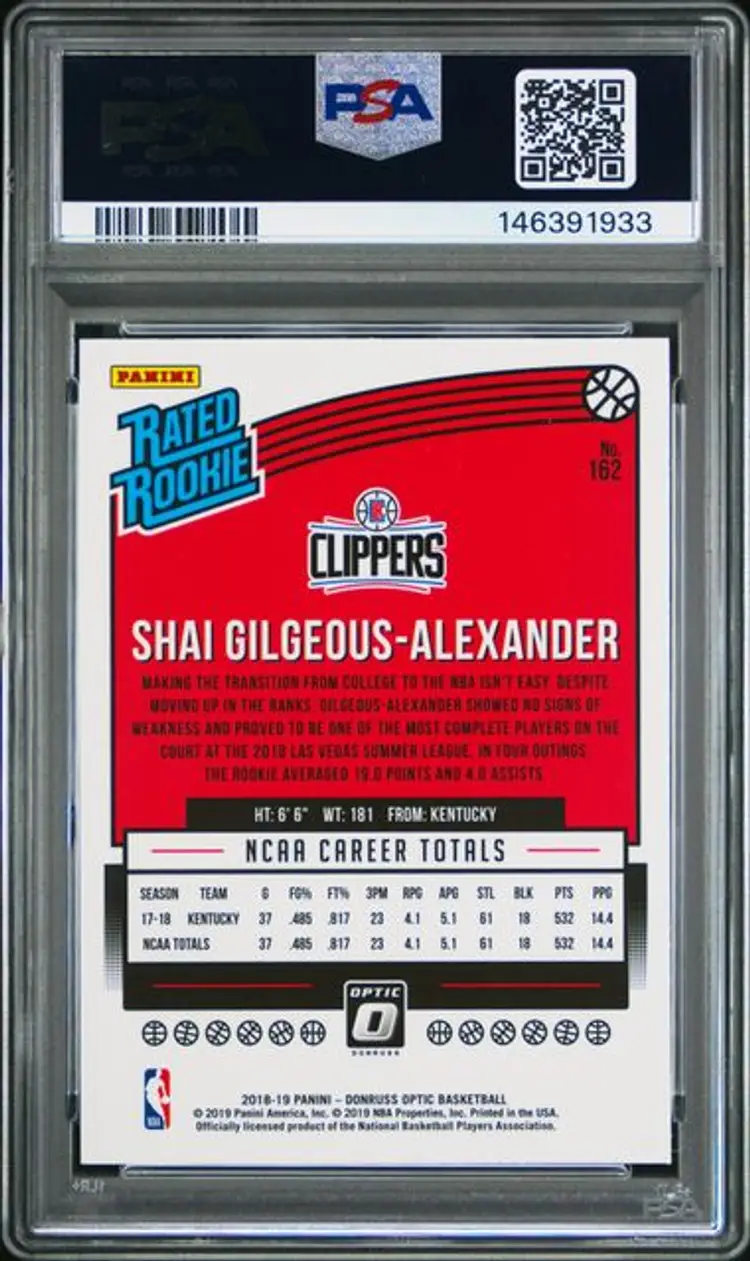 PSA
146391933
PANINI
RATED
ROOKIE
No.
162
CLIPPERS
SHAI GILGEOUS-ALEXANDER
MAKING THE TRANSITION FROM COLLEGE TO THE NBA ISN'T EASY. DESPITE
MOVING UP IN THE RANKS, GILGEOUS-ALEXANDER SHOWED NO SIGNS OF
WEAKNESS AND PROVED TO BE ONE OF THE MOST COMPLETE PLAYERS ON THE
COURT AT THE 2018 LAS VEGAS SUMMER LEAGUE. IN FOUR OUTINGS,
THE ROOKIE AVERAGED 19.0 POINTS AND 4.0 ASSISTS.
HT: 6' 6" WT: 181 FROM: KENTUCKY
NCAA CAREER TOTALS
SEASON TEAM G FG% FT% 3PM RPG APG STL BLK PTS PPG
17-18 KENTUCKY 37 .485 .817 23 4.1 5.1 61 18 532 14.4
NCAA TOTALS 37 .485 .817 23 4.1 5.1 61 18 532 14.4
OPTIC
DONRUSS
2018-19 PANINI – DONRUSS OPTIC BASKETBALL
© 2019 Panini America, Inc. © 2019 NBA Properties, Inc. Printed in the USA.
Officially licensed product of the National Basketball Players Association.
PSA